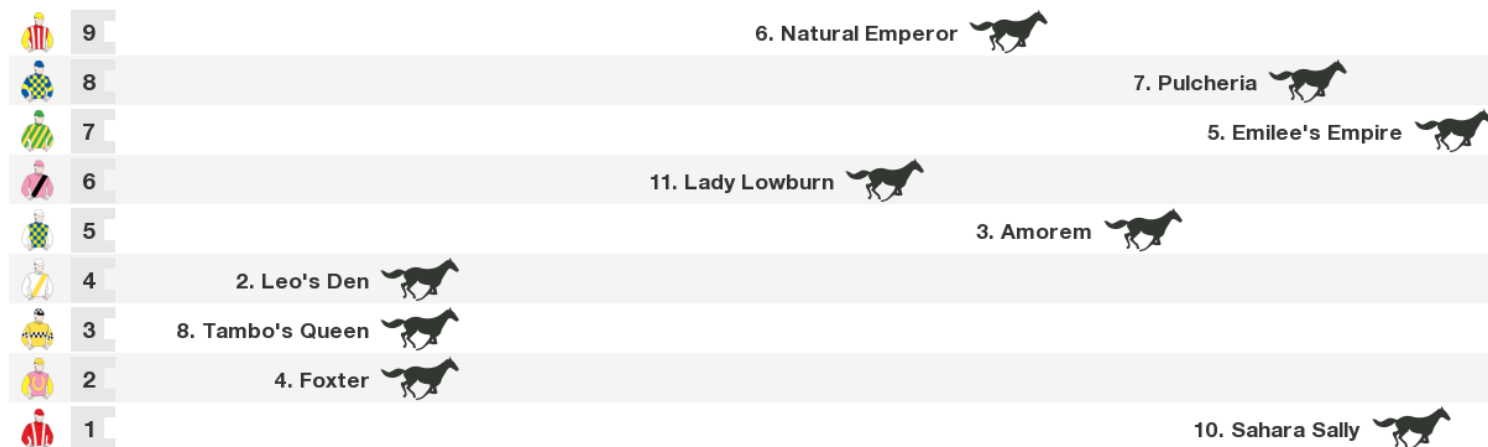 9 6. Natural Emperor
8 7. Pulcheria
7 5. Emilee's Empire
6 11. Lady Lowburn
5 3. Amorem
4 2. Leo's Den
3 8. Tambo's Queen
2 4. Foxter
1 10. Sahara Sally